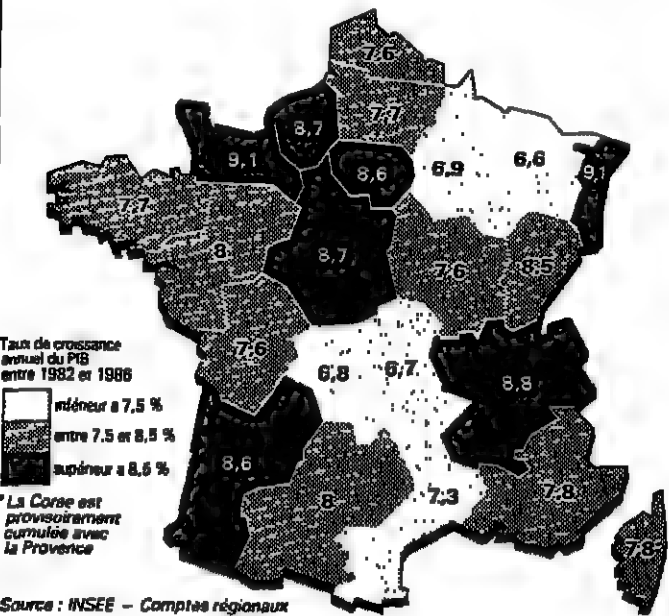 7,6
7,7
8,7
9,1
8,6
6,9
6,6
9,1
7,7
8
8,7
7,6
8,5
7,6
6,8
6,7
8,8
8,6
8
7,3
7,8
7,8
Taux de croissance
annuel du PIB
entre 1982 et 1986
inférieur à 7,5 %
entre 7,5 et 8,5 %
supérieur à 8,5 %
* La Corse est
provisoirement
cumulée avec
la Provence
Source : INSEE – Comptes régionaux